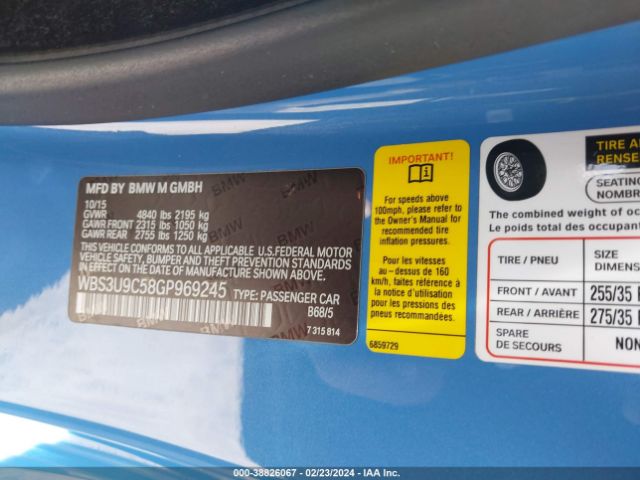 MFD BY BMW M GMBH
10/15
GVWR 4840 lbs 2195 kg
GAWR FRONT 2315 lbs 1050 kg
GAWR REAR 2755 lbs 1250 kg
THIS VEHICLE CONFORMS TO ALL APPLICABLE U.S.FEDERAL MOTOR
VEHICLE SAFETY, BUMPER AND THEFT PREVENTION STANDARDS
IN EFFECT ON THE DATE OF MANUFACTURE SHOWN ABOVE.
WBS3U9C58GP969245 TYPE: PASSENGER CAR
B68/5
7 315 814
IMPORTANT!
For speeds above
100mph, please refer to
the Owner's Manual for
recommended tire
inflation pressures.
Pour les vitesses
au-dessus de 160
km/h, se référer à
la notice d'utilisation
pour les pressions
des pneus
recommandées.
6859729
TIRE A
RENSE
SEATING
NOMBRE
The combined weight of o
Le poids total des occupant
TIRE / PNEU
SIZE
DIMENS
FRONT / AVANT 255/35
REAR / ARRIÈRE 275/35
SPARE
DE SECOURS
NON
00-38826067 - 02/23/2024 - IAA Inc.